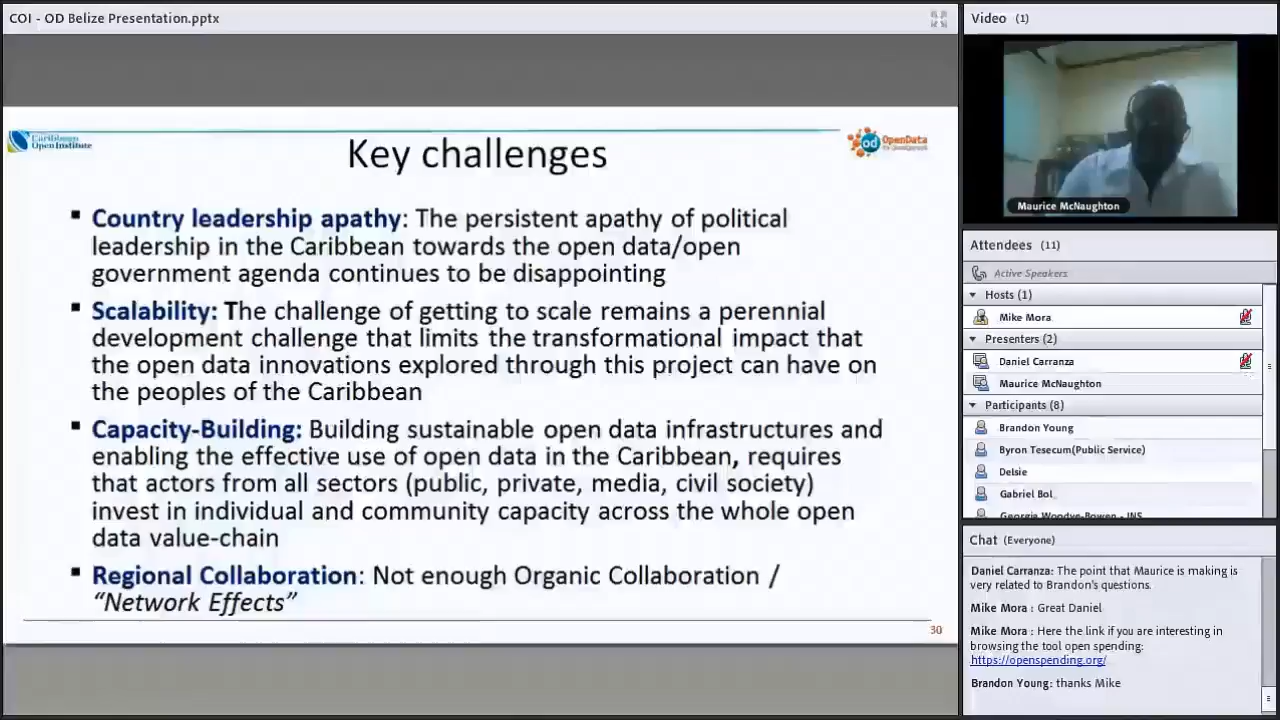 COI - OD Belize Presentation.pptx
Caribbean
Open Institute
OpenData
Key challenges
▪ Country leadership apathy: The persistent apathy of political
leadership in the Caribbean towards the open data/open
government agenda continues to be disappointing
▪ Scalability: The challenge of getting to scale remains a perennial
development challenge that limits the transformational impact that
the open data innovations explored through this project can have on
the peoples of the Caribbean
▪ Capacity-Building: Building sustainable open data infrastructures and
enabling the effective use of open data in the Caribbean, requires
that actors from all sectors (public, private, media, civil society)
invest in individual and community capacity across the whole open
data value-chain
▪ Regional Collaboration: Not enough Organic Collaboration /
“Network Effects”
30
Video (1)
Maurice McNaughton
Attendees (11)
Active Speakers
Hosts (1)
Mike Mora
Presenters (2)
Daniel Carranza
Maurice McNaughton
Participants (8)
Brandon Young
Byron Tesecum(Public Service)
Delsie
Gabriel Bol
Chat (Everyone)
Daniel Carranza: The point that Maurice is making is
very related to Brandon's questions.
Mike Mora : Great Daniel
Mike Mora : Here the link if you are interesting in
browsing the tool open spending:
https://openspending.org/
Brandon Young: thanks Mike